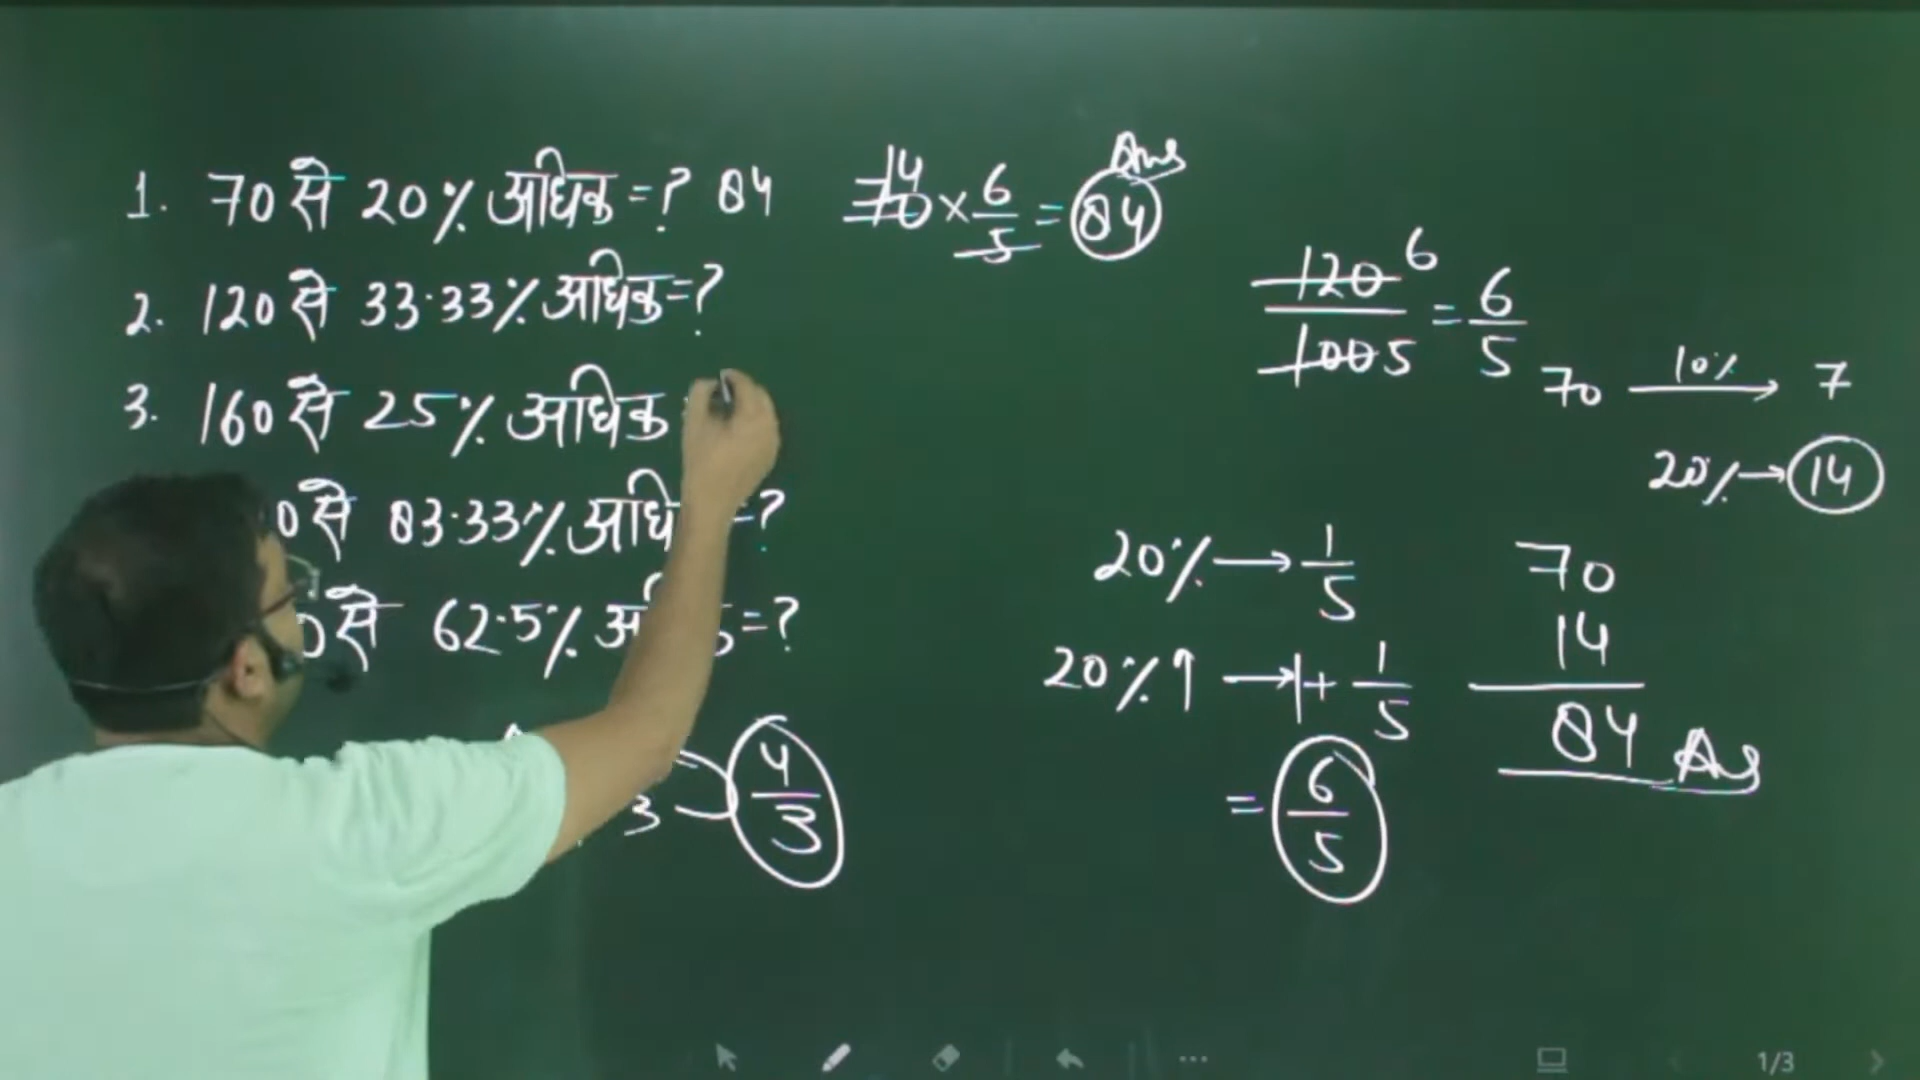 1. 70 से 20% अधिक=? 84
14
70 × 6/5 = 84 Ans
2. 120 से 33.33% अधिक=?
3. 160 से 25% अधिक
0 से 83.33% अधि =?
0 से 62.5% =?
3
4/3
120 6
100 5
= 6/5
70 10% → 7
20% → 14
20% → 1/5
20%↑ → 1+ 1/5
= 6/5
70
14
84 Ans
1/3